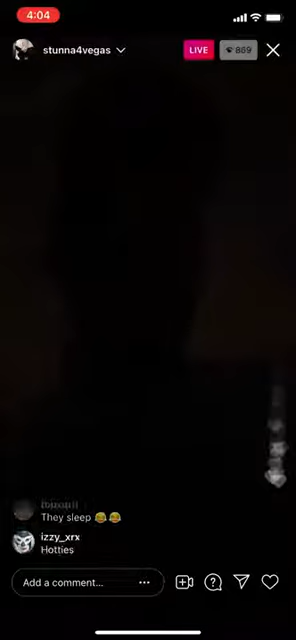 4:04
stunna4vegas
LIVE
869
They sleep 😂😂
izzy_xrx
Hotties
Add a comment...